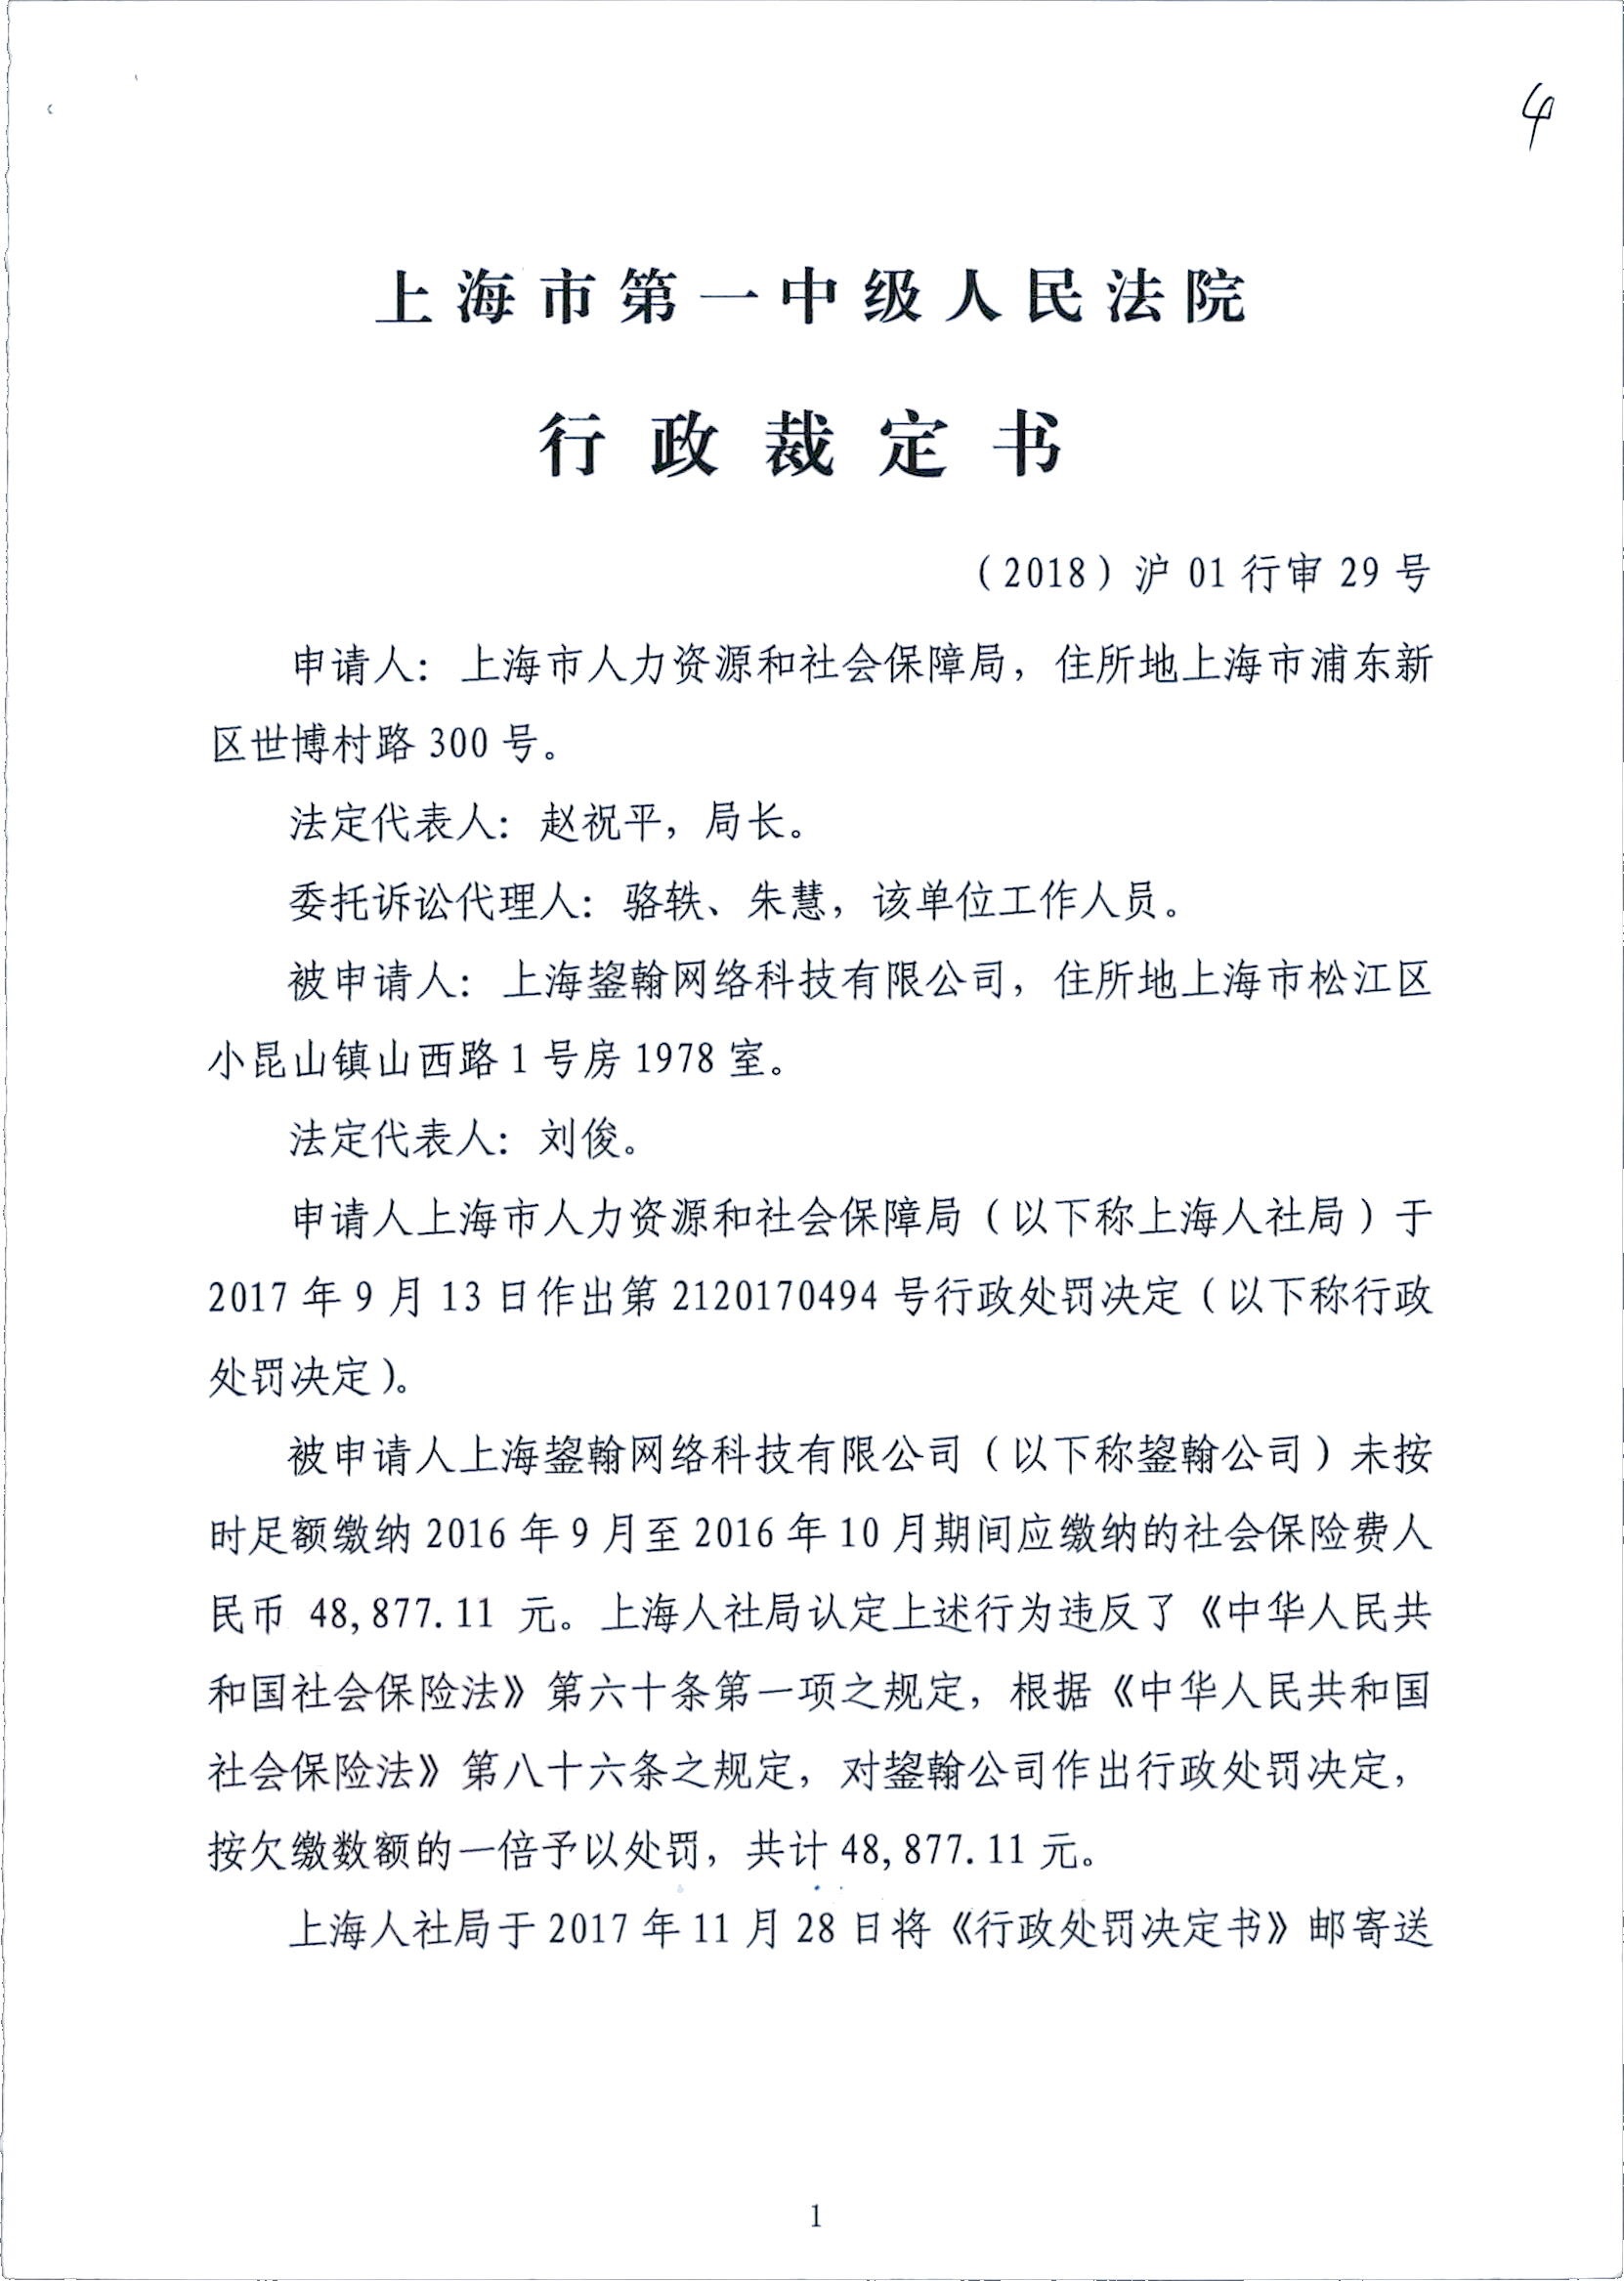 4
上海市第一中级人民法院
行政裁定书
（2018）沪 01 行审 29 号
申请人：上海市人力资源和社会保障局，住所地上海市浦东新
区世博村路 300 号。
法定代表人：赵祝平，局长。
委托诉讼代理人：骆轶、朱慧，该单位工作人员。
被申请人：上海鋆翰网络科技有限公司，住所地上海市松江区
小昆山镇山西路 1 号房 1978 室。
法定代表人：刘俊。
申请人上海市人力资源和社会保障局（以下称上海人社局）于
2017 年 9 月 13 日作出第 2120170494 号行政处罚决定（以下称行政
处罚决定）。
被申请人上海鋆翰网络科技有限公司（以下称鋆翰公司）未按
时足额缴纳 2016 年 9 月至 2016 年 10 月期间应缴纳的社会保险费人
民币 48,877.11 元。上海人社局认定上述行为违反了《中华人民共
和国社会保险法》第六十条第一项之规定，根据《中华人民共和国
社会保险法》第八十六条之规定，对鋆翰公司作出行政处罚决定，
按欠缴数额的一倍予以处罚，共计 48,877.11 元。
上海人社局于 2017 年 11 月 28 日将《行政处罚决定书》邮寄送
1